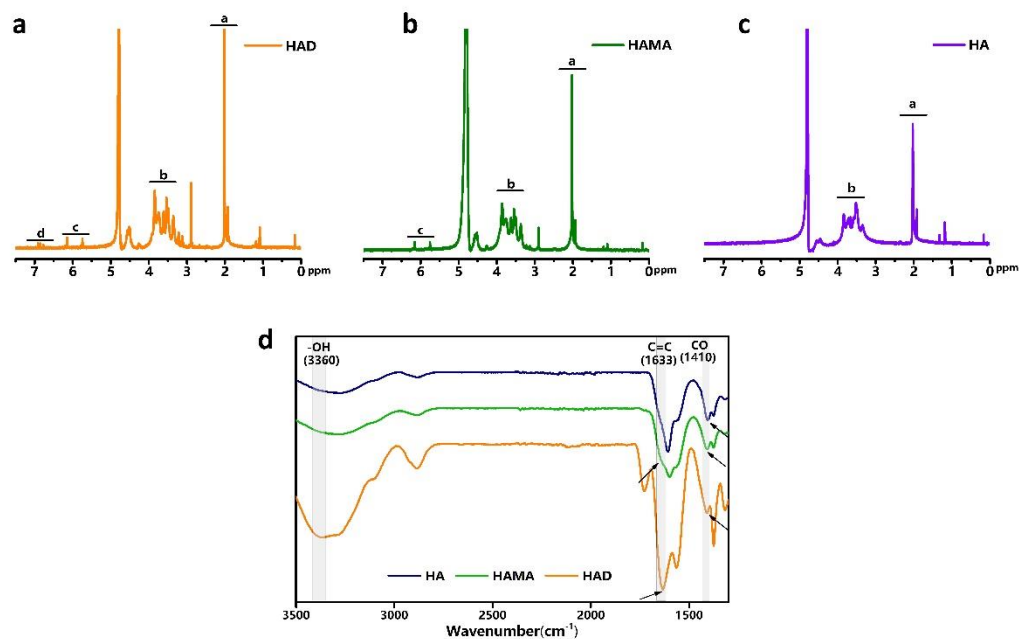 a
HAD
a
b
c
d
7
6
5
4
3
2
1
0 ppm
b
HAMA
a
b
c
7
6
5
4
3
2
1
0 ppm
c
HA
a
b
7
6
5
4
3
2
1
0 ppm
d
-OH
(3360)
C=C
(1633)
CO
(1410)
HA
HAMA
HAD
3500
3000
2500
2000
1500
Wavenumber(cm⁻¹)